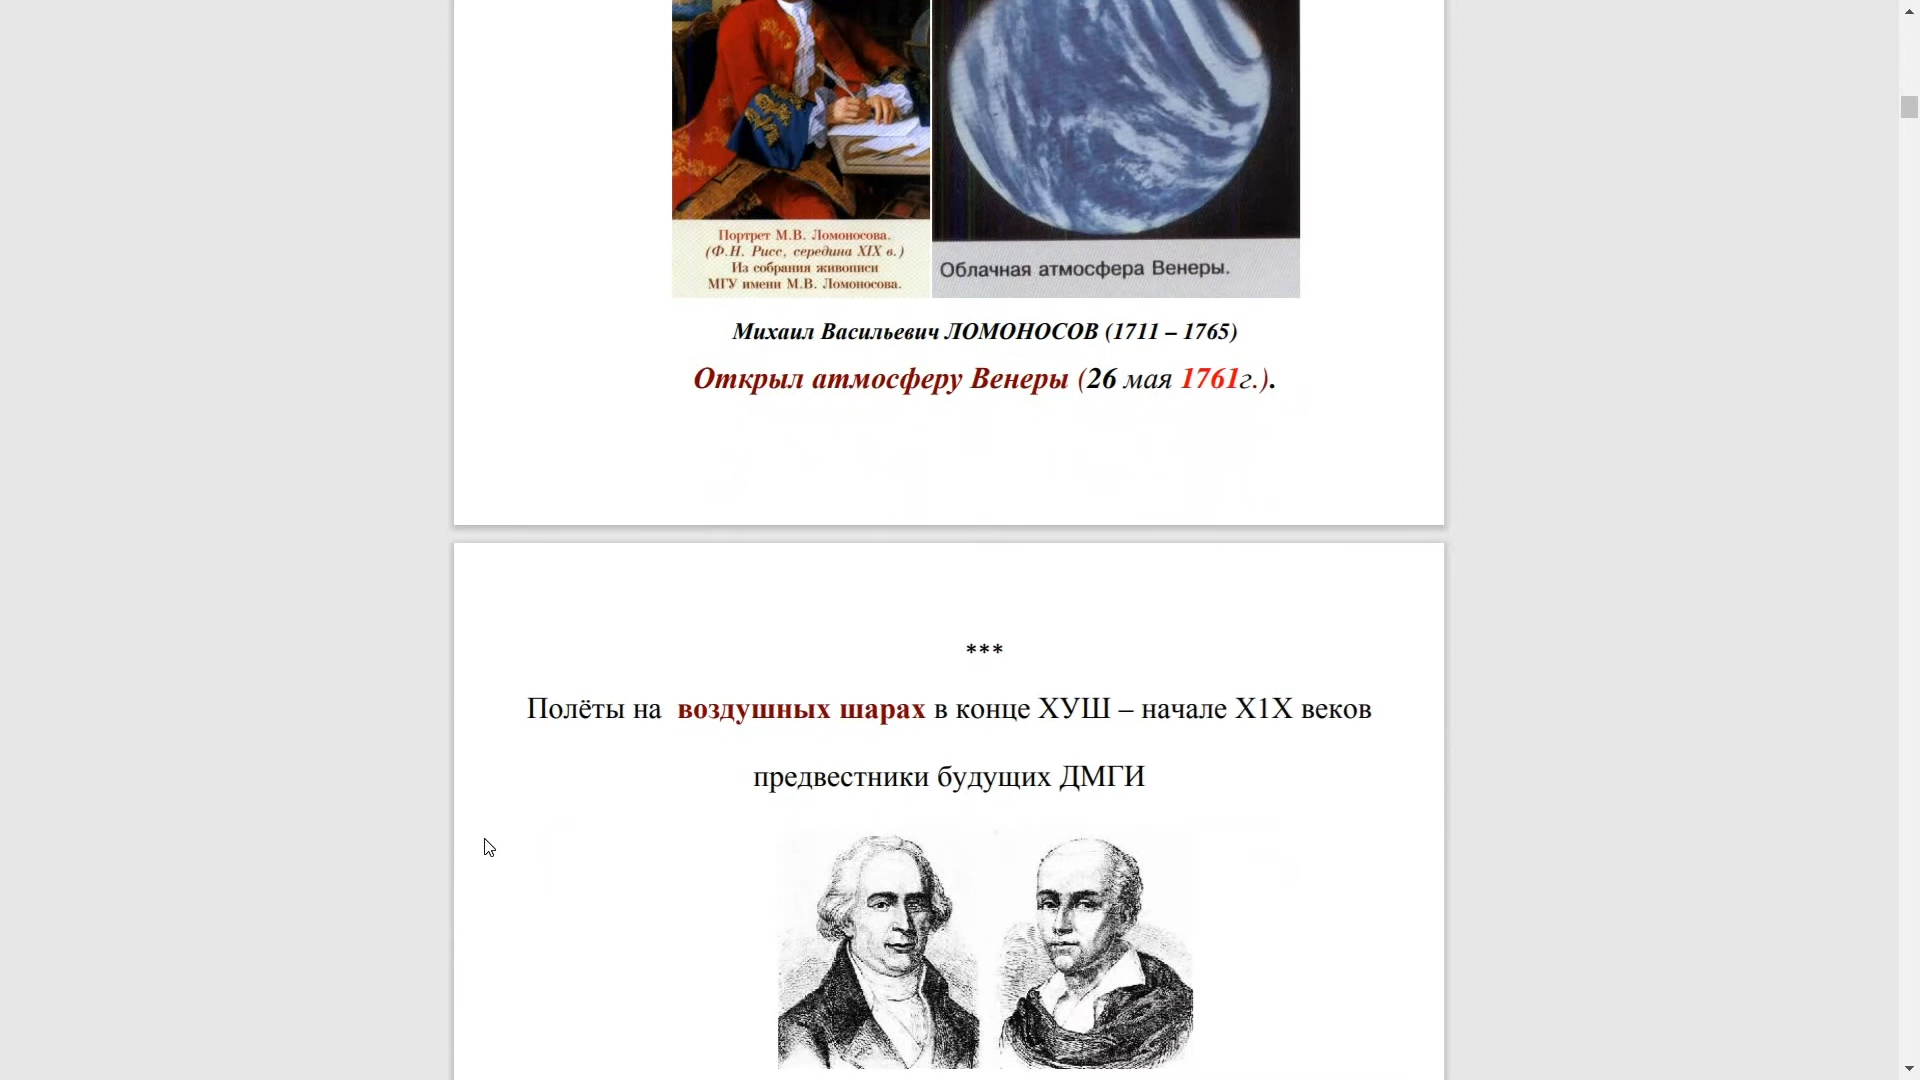 Портрет М.В. Ломоносова.
(Ф.Н. Рисс, середина XIX в.)
Из собрания живописи
МГУ имени М.В. Ломоносова.
Облачная атмосфера Венеры.
Михаил Васильевич ЛОМОНОСОВ (1711 – 1765)
Открыл атмосферу Венеры (26 мая 1761г.).
***
Полёты на воздушных шарах в конце ХУШ – начале Х1Х веков
предвестники будущих ДМГИ